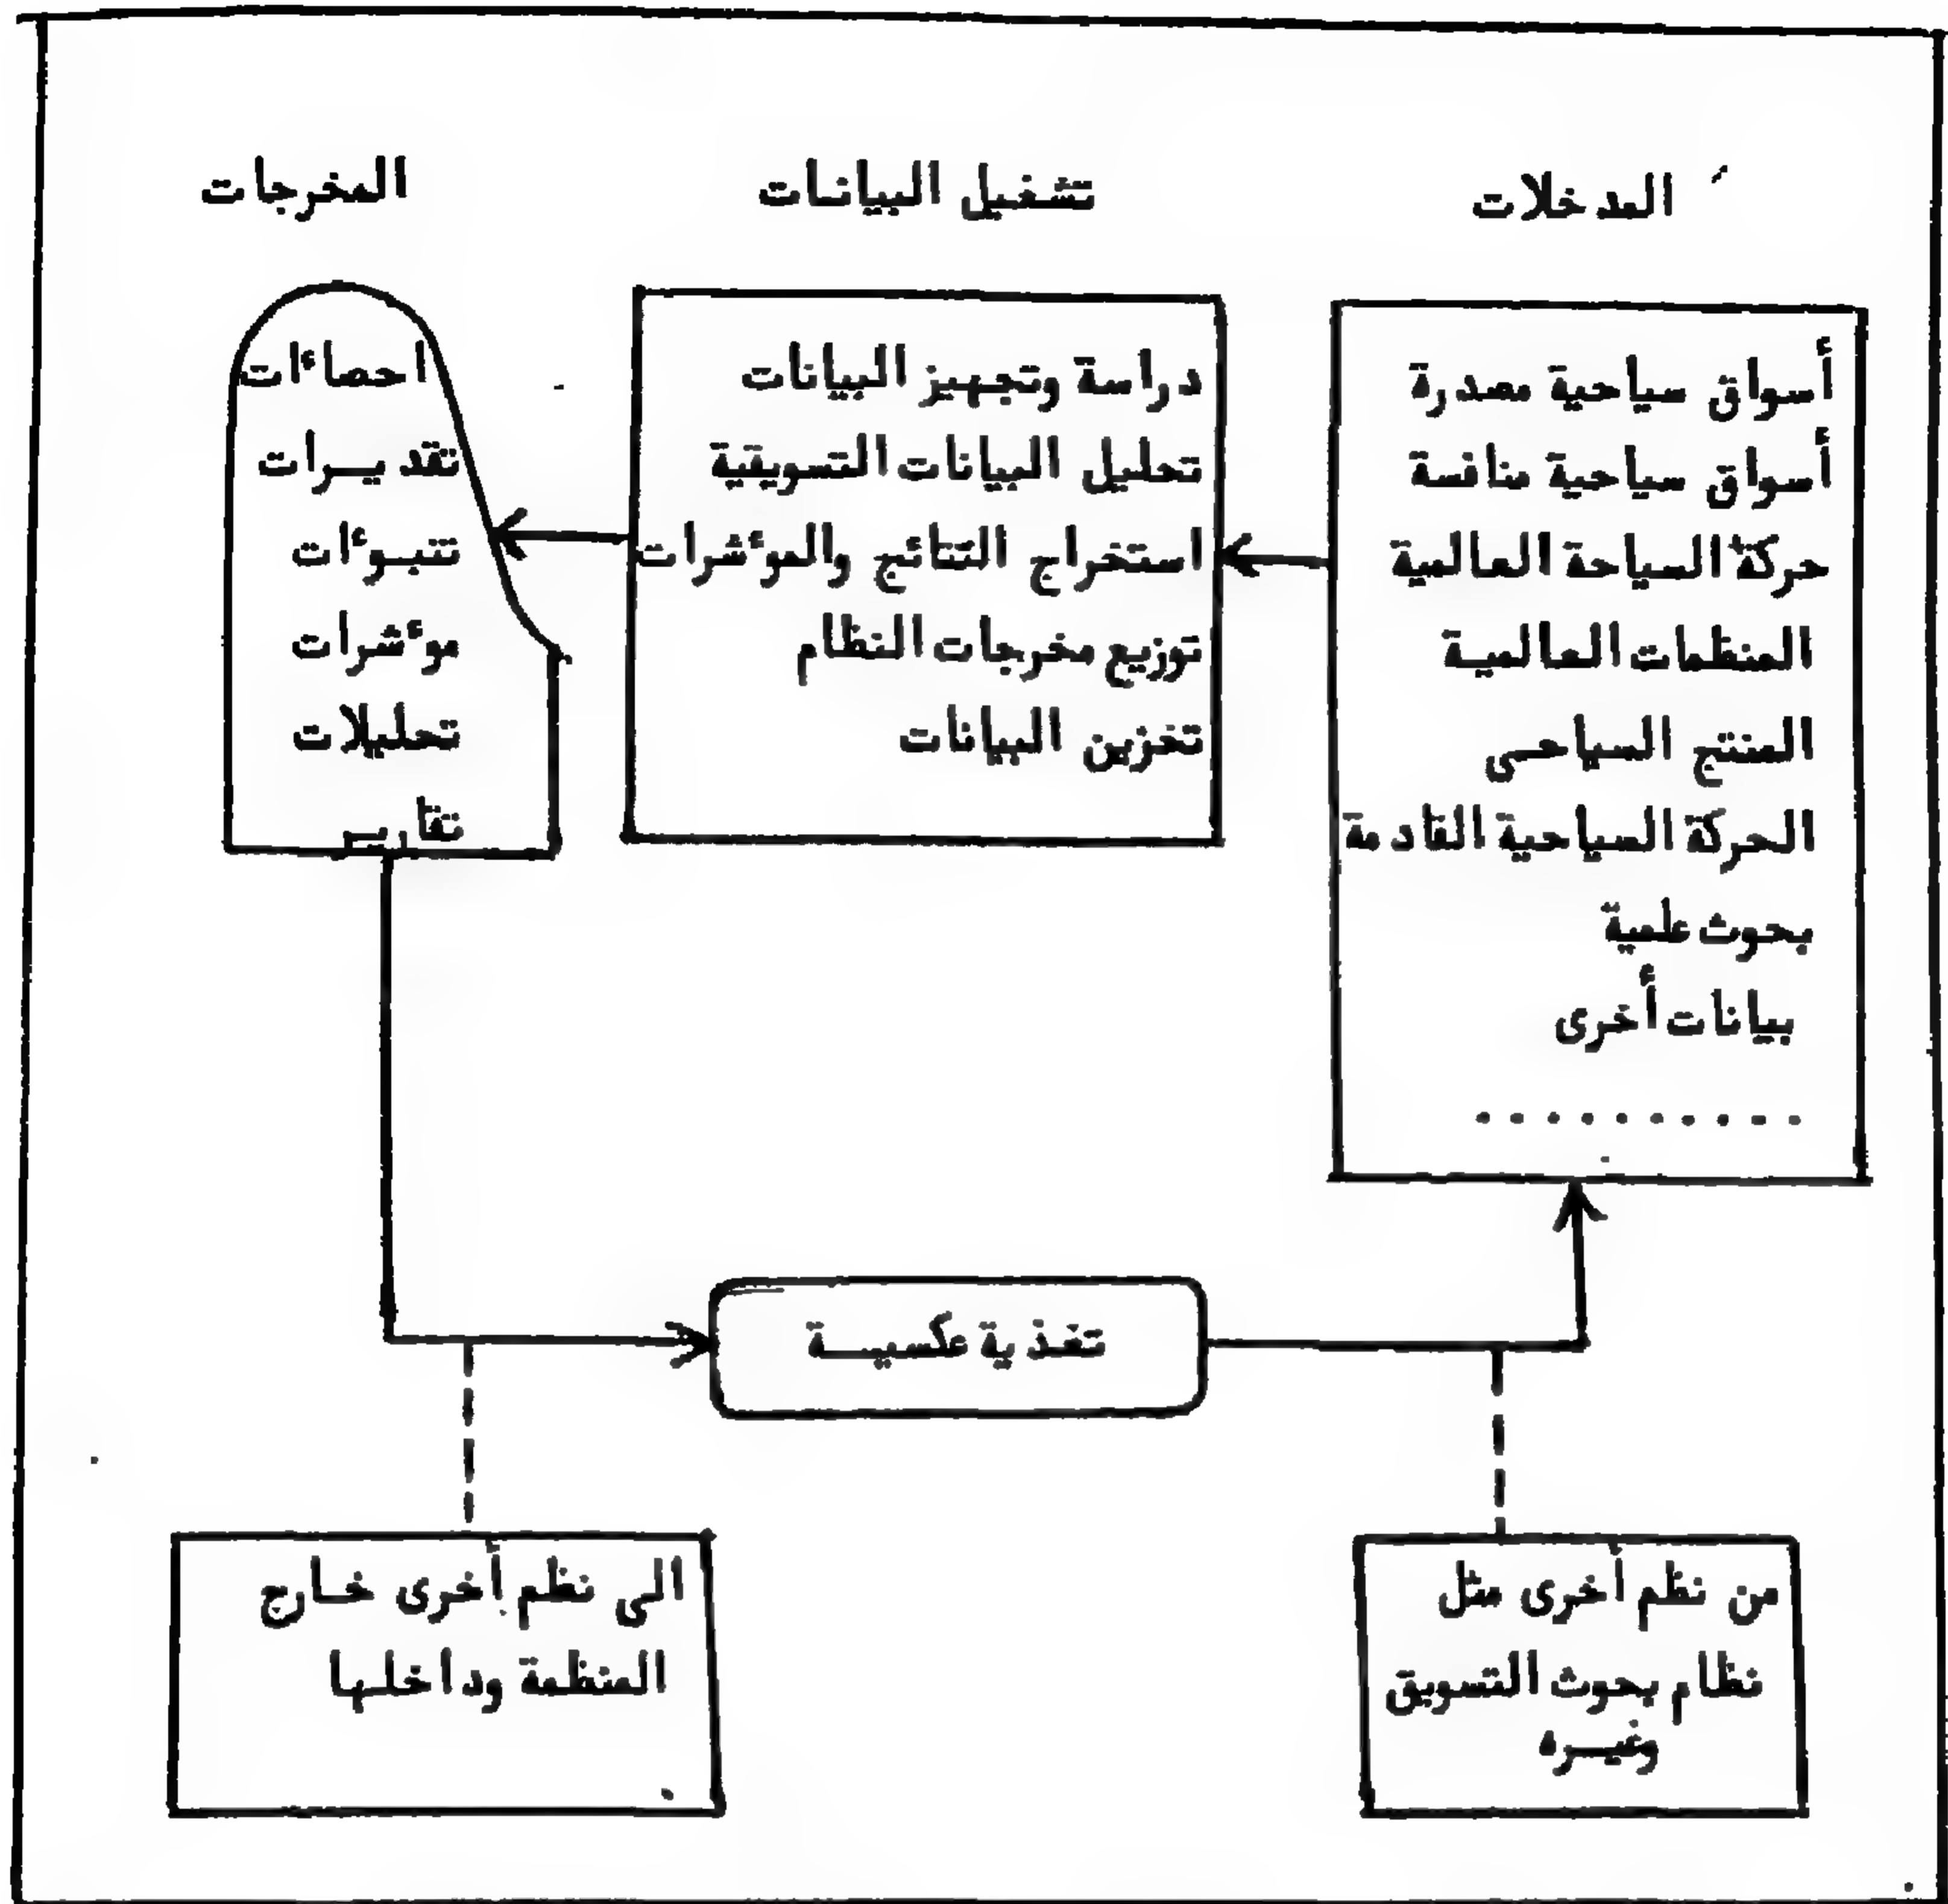 المدخلات
تشغيل البيانات
المخرجات
أسواق سياحية مصدرة
أسواق سياحية منافسة
حركة السياحة العالمية
المنظمات العالمية
المنتج السياحى
الحركة السياحية القادمة
بحوث علمية
بيانات أخرى
..........
دراسة وتجهيز البيانات
تحليل البيانات التسويقية
استخراج النتائج والموءشرات
توزيع مخرجات النظام
تخزين البيانات
احصاءات
تقديرات
تنبوءات
موءشرات
تحليلات
تغذية عكسية
من نظم أخرى مثل
نظام بحوث التسويق
وغيره
الى نظم أخرى خارج
المنظمة وداخلها